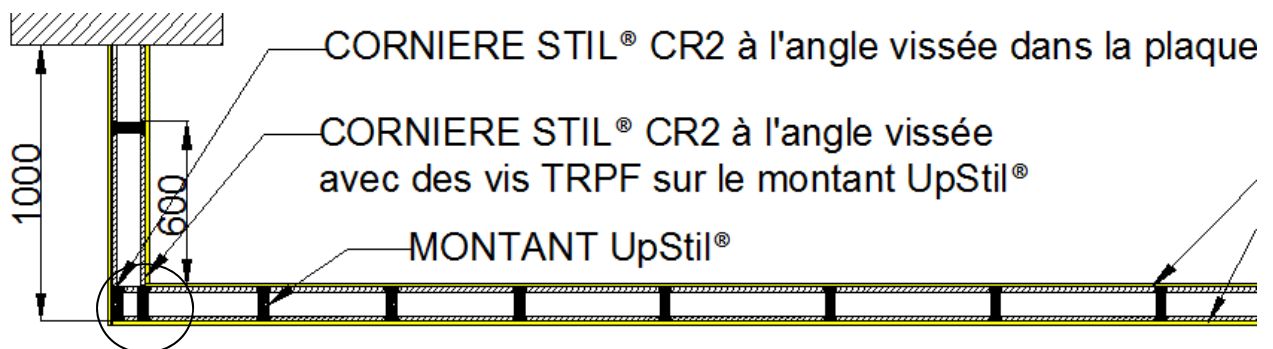 CORNIERE STIL® CR2 à l'angle vissée dans la plaque
CORNIERE STIL® CR2 à l'angle vissée
avec des vis TRPF sur le montant UpStil®
1000
600
MONTANT UpStil®